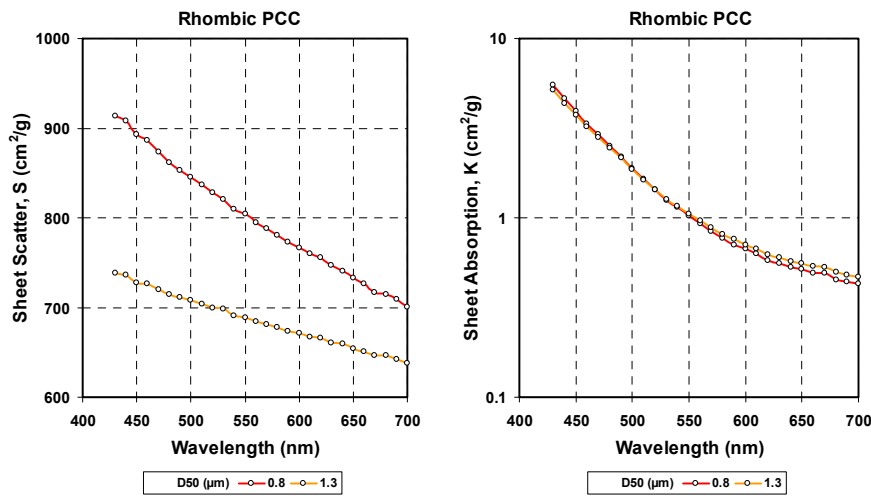 Rhombic PCC
1000
900
800
700
600
Sheet Scatter, S (cm²/g)
400 450 500 550 600 650 700
Wavelength (nm)
D50 (µm) 0.8 1.3
Rhombic PCC
10
1
0.1
Sheet Absorption, K (cm²/g)
400 450 500 550 600 650 700
Wavelength (nm)
D50 (µm) 0.8 1.3